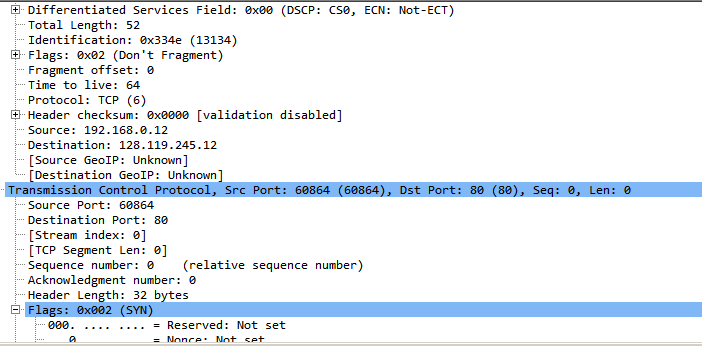 Differentiated Services Field: 0x00 (DSCP: CS0, ECN: Not-ECT)
Total Length: 52
Identification: 0x334e (13134)
Flags: 0x02 (Don't Fragment)
Fragment offset: 0
Time to live: 64
Protocol: TCP (6)
Header checksum: 0x0000 [validation disabled]
Source: 192.168.0.12
Destination: 128.119.245.12
[Source GeoIP: Unknown]
[Destination GeoIP: Unknown]
Transmission Control Protocol, Src Port: 60864 (60864), Dst Port: 80 (80), Seq: 0, Len: 0
Source Port: 60864
Destination Port: 80
[Stream index: 0]
[TCP Segment Len: 0]
Sequence number: 0 (relative sequence number)
Acknowledgment number: 0
Header Length: 32 bytes
Flags: 0x002 (SYN)
000. .... .... = Reserved: Not set
0 = Nonce: Not set